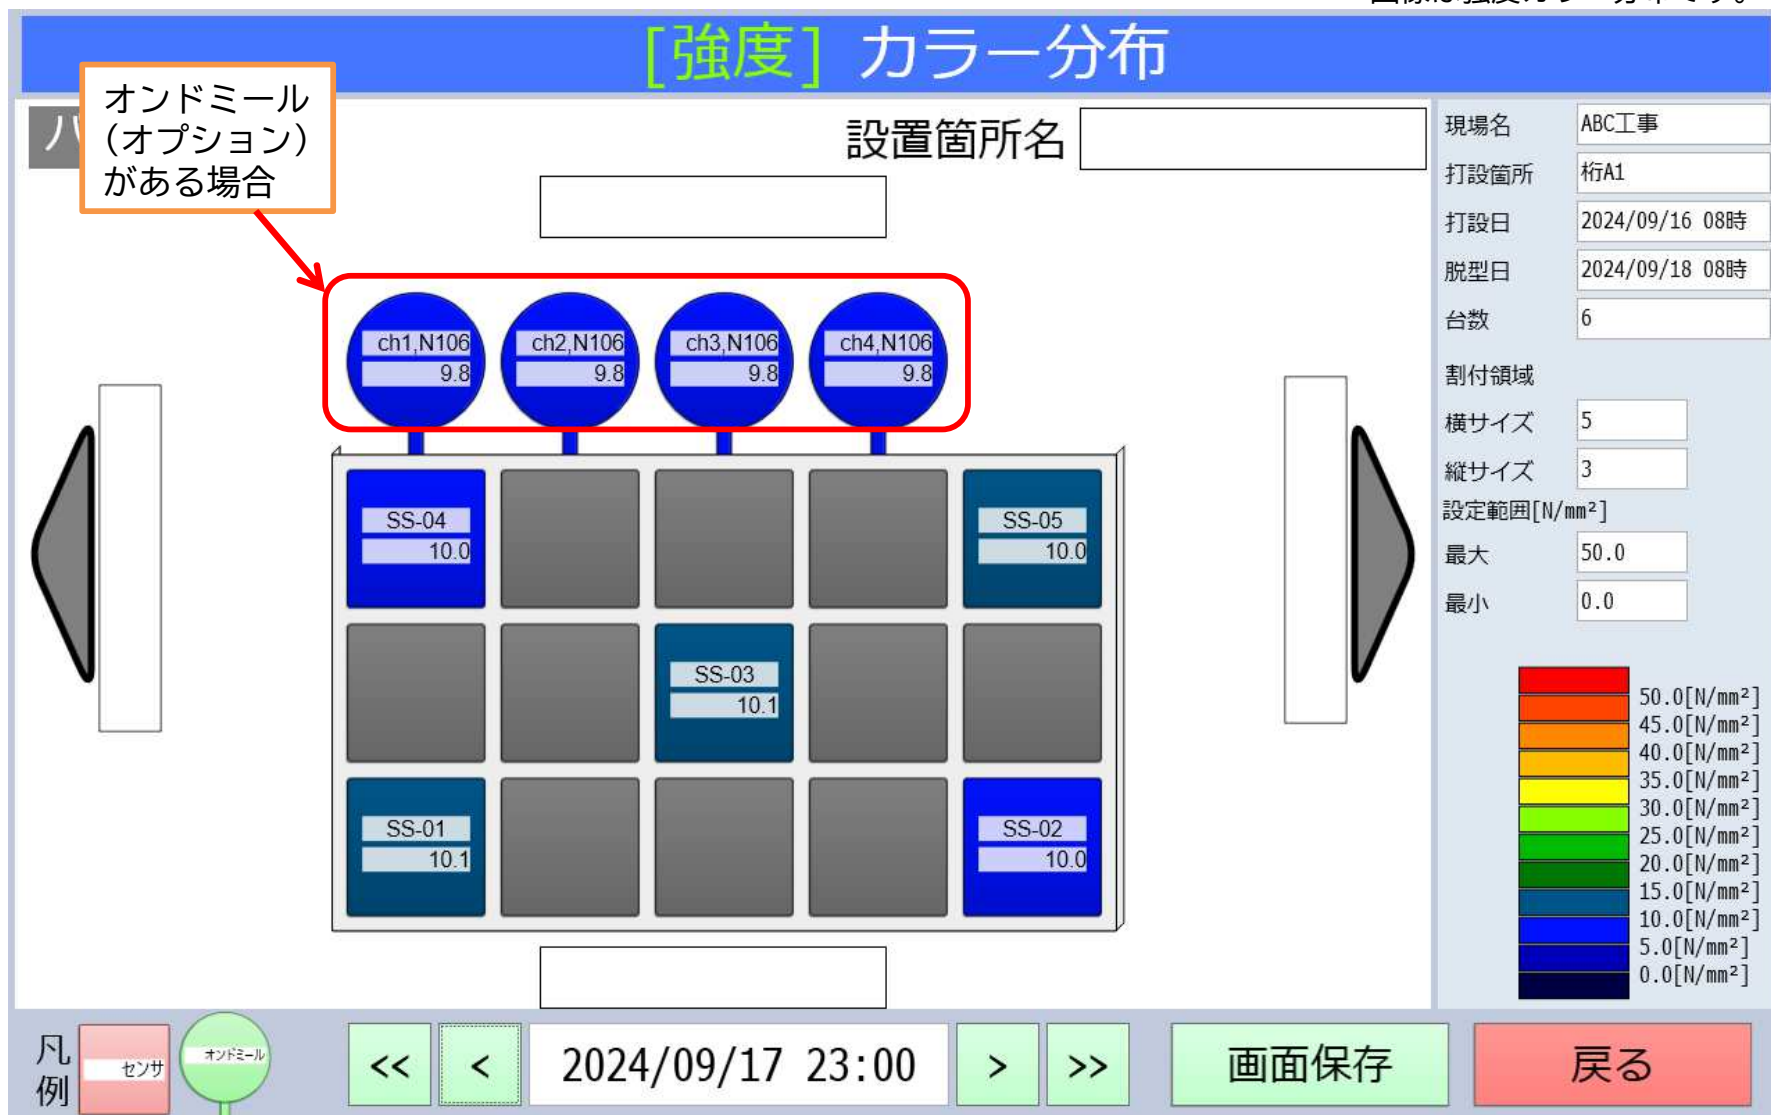 [強度] カラー分布
オンドミール
（オプション）
がある場合
設置箇所名
現場名 ABC工事
打設箇所 桁A1
打設日 2024/09/16 08時
脱型日 2024/09/18 08時
台数 6
割付領域
横サイズ 5
縦サイズ 3
設定範囲[N/mm²]
最大 50.0
最小 0.0
ch1,N106
9.8
ch2,N106
9.8
ch3,N106
9.8
ch4,N106
9.8
SS-04
10.0
SS-05
10.0
SS-03
10.1
SS-01
10.1
SS-02
10.0
50.0[N/mm²]
45.0[N/mm²]
40.0[N/mm²]
35.0[N/mm²]
30.0[N/mm²]
25.0[N/mm²]
20.0[N/mm²]
15.0[N/mm²]
10.0[N/mm²]
5.0[N/mm²]
0.0[N/mm²]
凡例
センサ
オンドミール
<< < 2024/09/17 23:00 > >>
画面保存
戻る